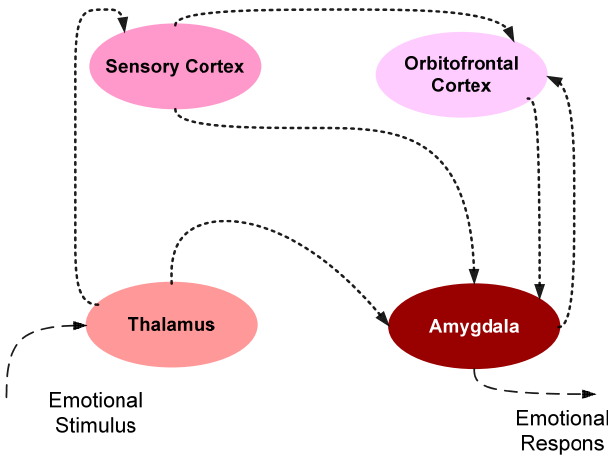 Sensory Cortex
Orbitofrontal
Cortex
Thalamus
Amygdala
Emotional
Stimulus
Emotional
Respons